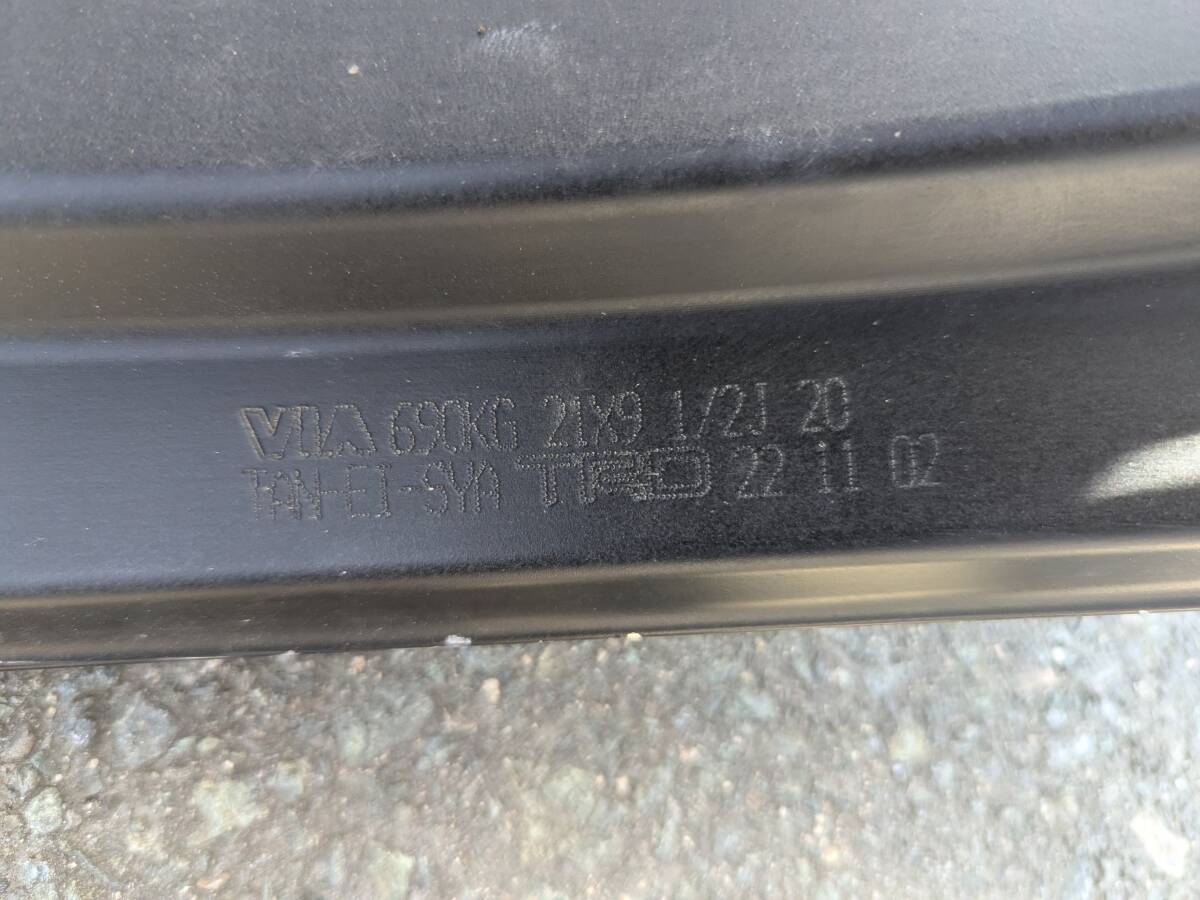 VIA 690KG 21X9 1/2J 20
TAN-EI-SYA TRD 22 11 02